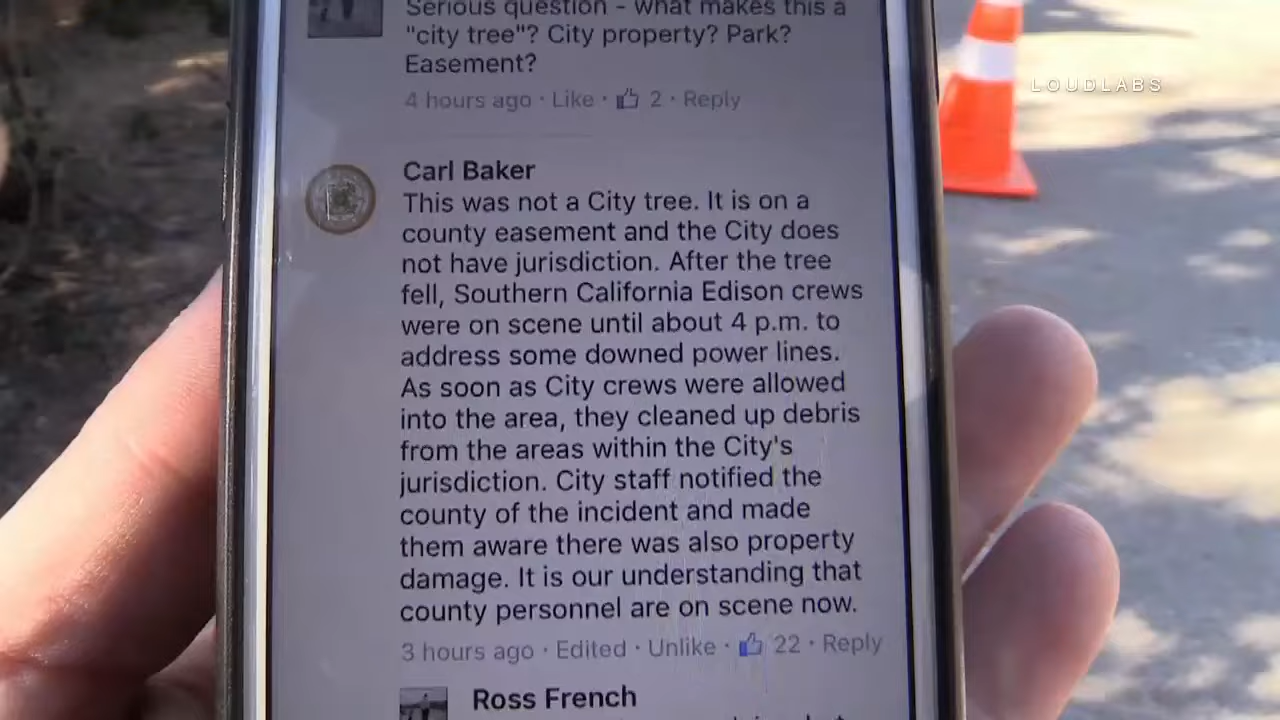 Serious question - what makes this a
"city tree"? City property? Park?
Easement?
4 hours ago · Like · 2 · Reply
LOUDLABS
Carl Baker
This was not a City tree. It is on a
county easement and the City does
not have jurisdiction. After the tree
fell, Southern California Edison crews
were on scene until about 4 p.m. to
address some downed power lines.
As soon as City crews were allowed
into the area, they cleaned up debris
from the areas within the City's
jurisdiction. City staff notified the
county of the incident and made
them aware there was also property
damage. It is our understanding that
county personnel are on scene now.
3 hours ago · Edited · Unlike · 22 · Reply
Ross French